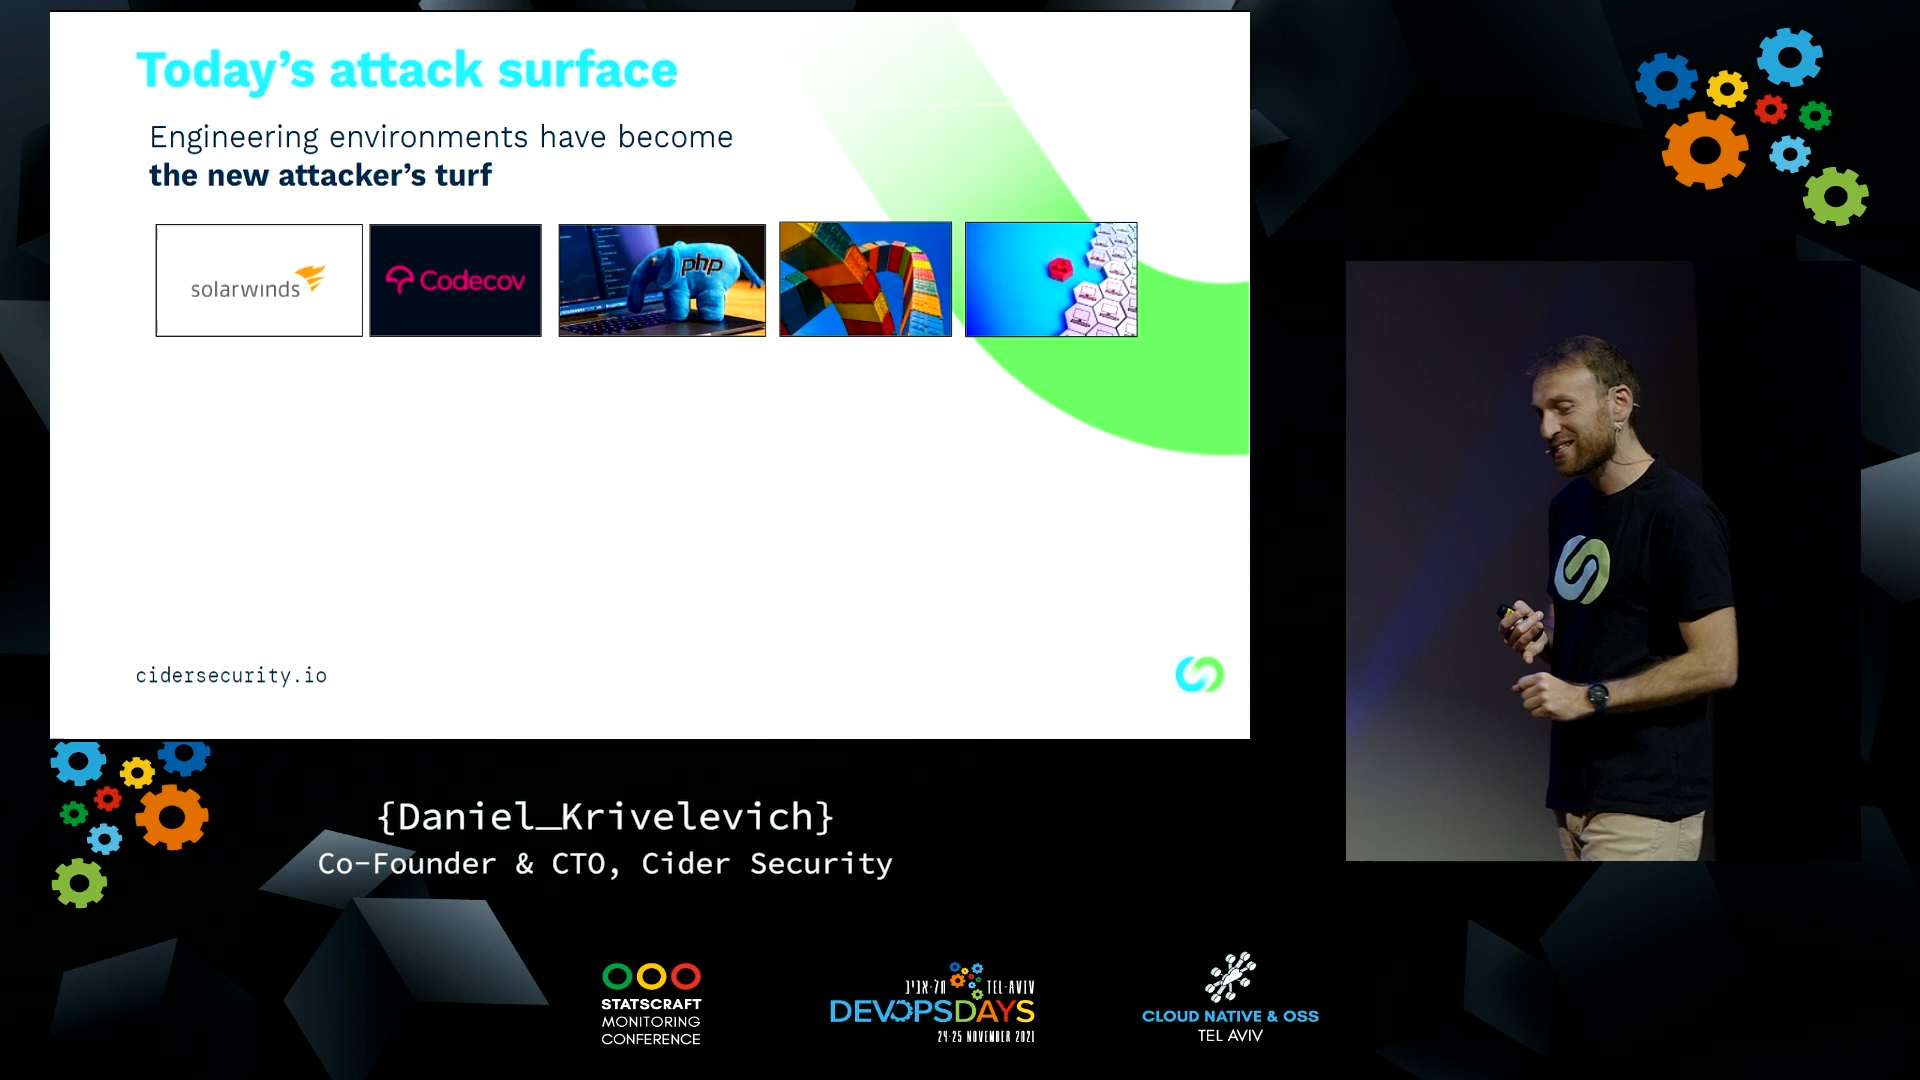 Today's attack surface
Engineering environments have become
the new attacker's turf
solarwinds
Codecov
php
cidersecurity.io
{Daniel_Krivelevich}
Co-Founder & CTO, Cider Security
STATSCRAFT
MONITORING
CONFERENCE
תל-אביב TEL-AVIV
DEVOPSDAYS
24-25 NOVEMBER 2021
CLOUD NATIVE & OSS
TEL AVIV